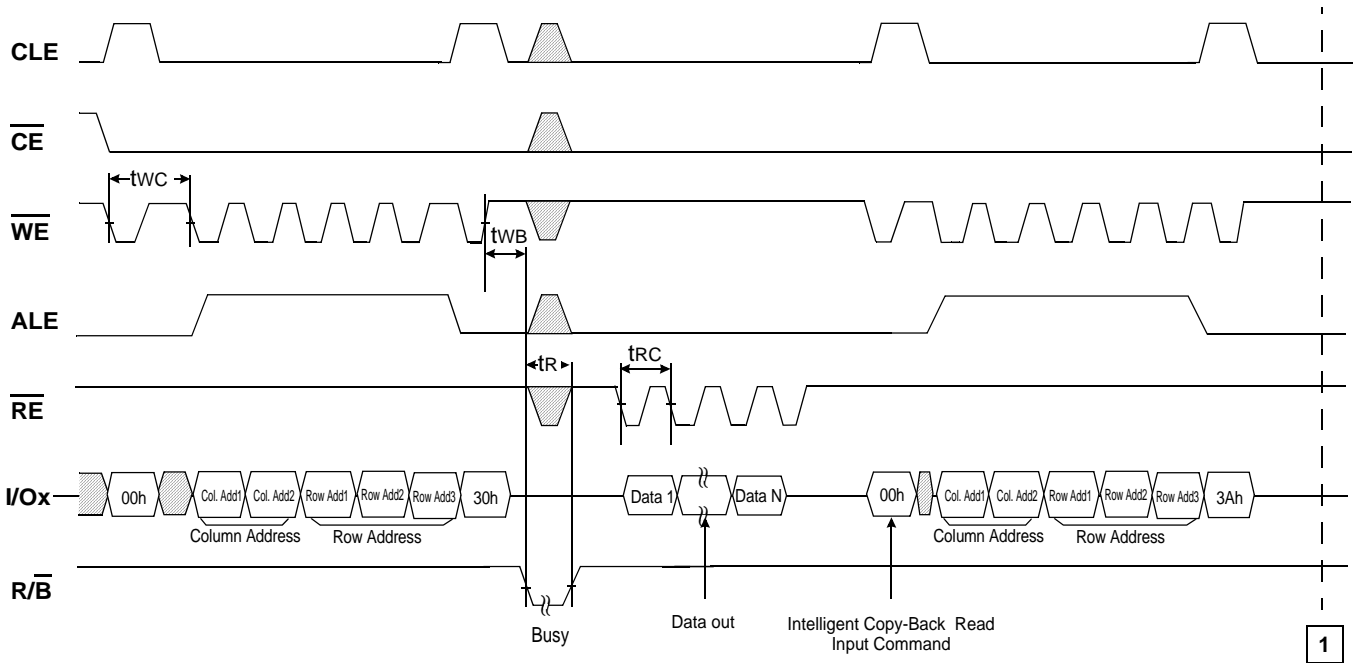 CLE
CE
tWC
WE
tWB
ALE
tR
tRC
RE
I/Ox
00h
Col. Add1
Col. Add2
Row Add1
Row Add2
Row Add3
30h
Data 1
Data N
00h
Col. Add1
Col. Add2
Row Add1
Row Add2
Row Add3
3Ah
Column Address
Row Address
Column Address
Row Address
R/B
Busy
Data out
Intelligent Copy-Back Read
Input Command
1